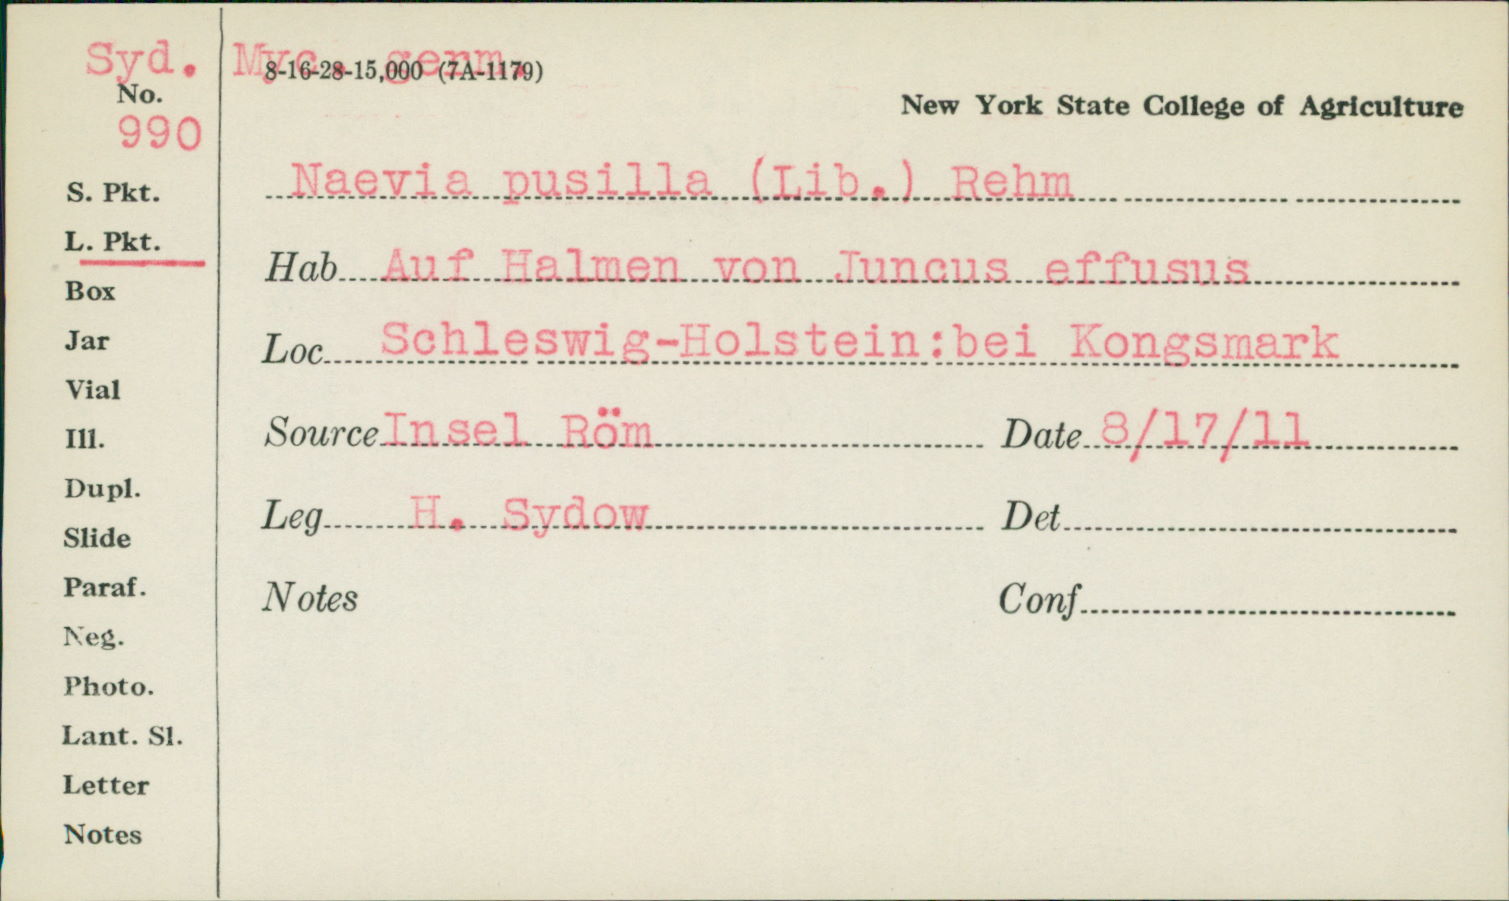 Syd. Myc. germ.
8-16-28-15,000 (7A-1179)
No.
990
New York State College of Agriculture
Naevia pusilla (Lib.) Rehm
S. Pkt.
L. Pkt.
Hab Auf Halmen von Juncus effusus
Box
Jar
Loc Schleswig-Holstein:bei Kongsmark
Vial
Ill.
Source Insel Röm Date 8/17/11
Dupl.
Leg H. Sydow Det
Slide
Paraf.
Notes Conf
Neg.
Photo.
Lant. Sl.
Letter
Notes